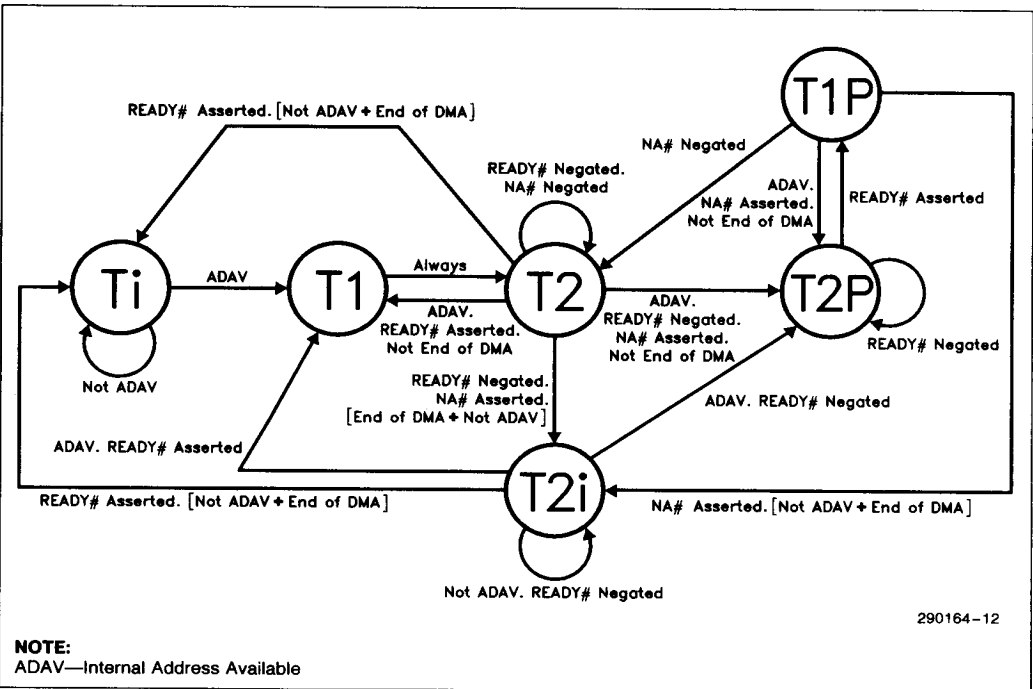 T1P
READY# Asserted. [Not ADAV + End of DMA]
NA# Negated
READY# Negated.
NA# Negated
ADAV.
NA# Asserted.
Not End of DMA
READY# Asserted
Ti
ADAV
T1
Always
T2
T2P
ADAV.
READY# Asserted.
Not End of DMA
ADAV.
READY# Negated.
NA# Asserted.
Not End of DMA
READY# Negated
Not ADAV
READY# Negated.
NA# Asserted.
[End of DMA + Not ADAV]
ADAV. READY# Negated
ADAV. READY# Asserted
T2i
READY# Asserted. [Not ADAV + End of DMA]
NA# Asserted. [Not ADAV + End of DMA]
Not ADAV. READY# Negated
290164-12
NOTE:
ADAV—Internal Address Available